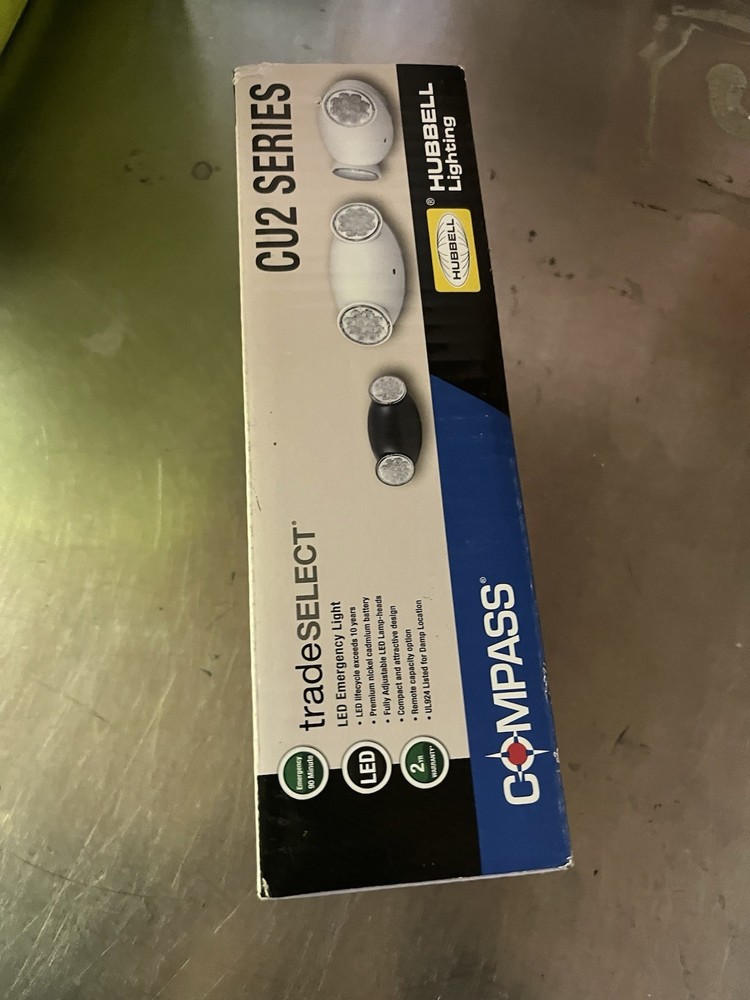 CU2 SERIES
HUBBELL
® HUBBELL
Lighting
tradeSELECT®
LED Emergency Light
• LED lifecycle exceeds 10 years
• Premium nickel cadmium battery
• Fully Adjustable LED Lamp-heads
• Compact and attractive design
• Remote capacity option
• UL924 Listed for Damp Location
Emergency
90 Minute
LED
2YR
WARRANTY*
COMPASS®